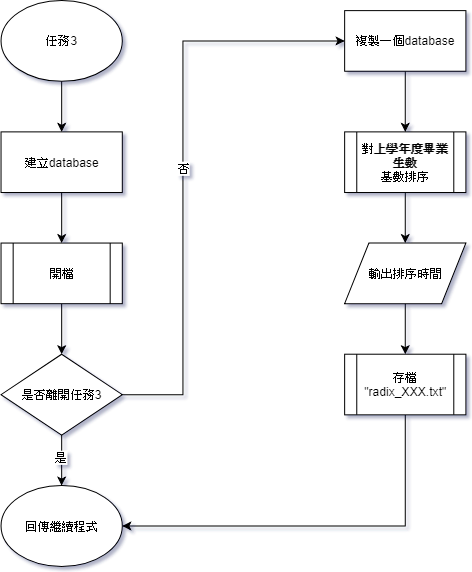 任務3
建立database
開檔
是否離開任務3
是
回傳繼續程式
否
複製一個database
對上學年度畢業
生數
基數排序
輸出排序時間
存檔
"radix_XXX.txt"